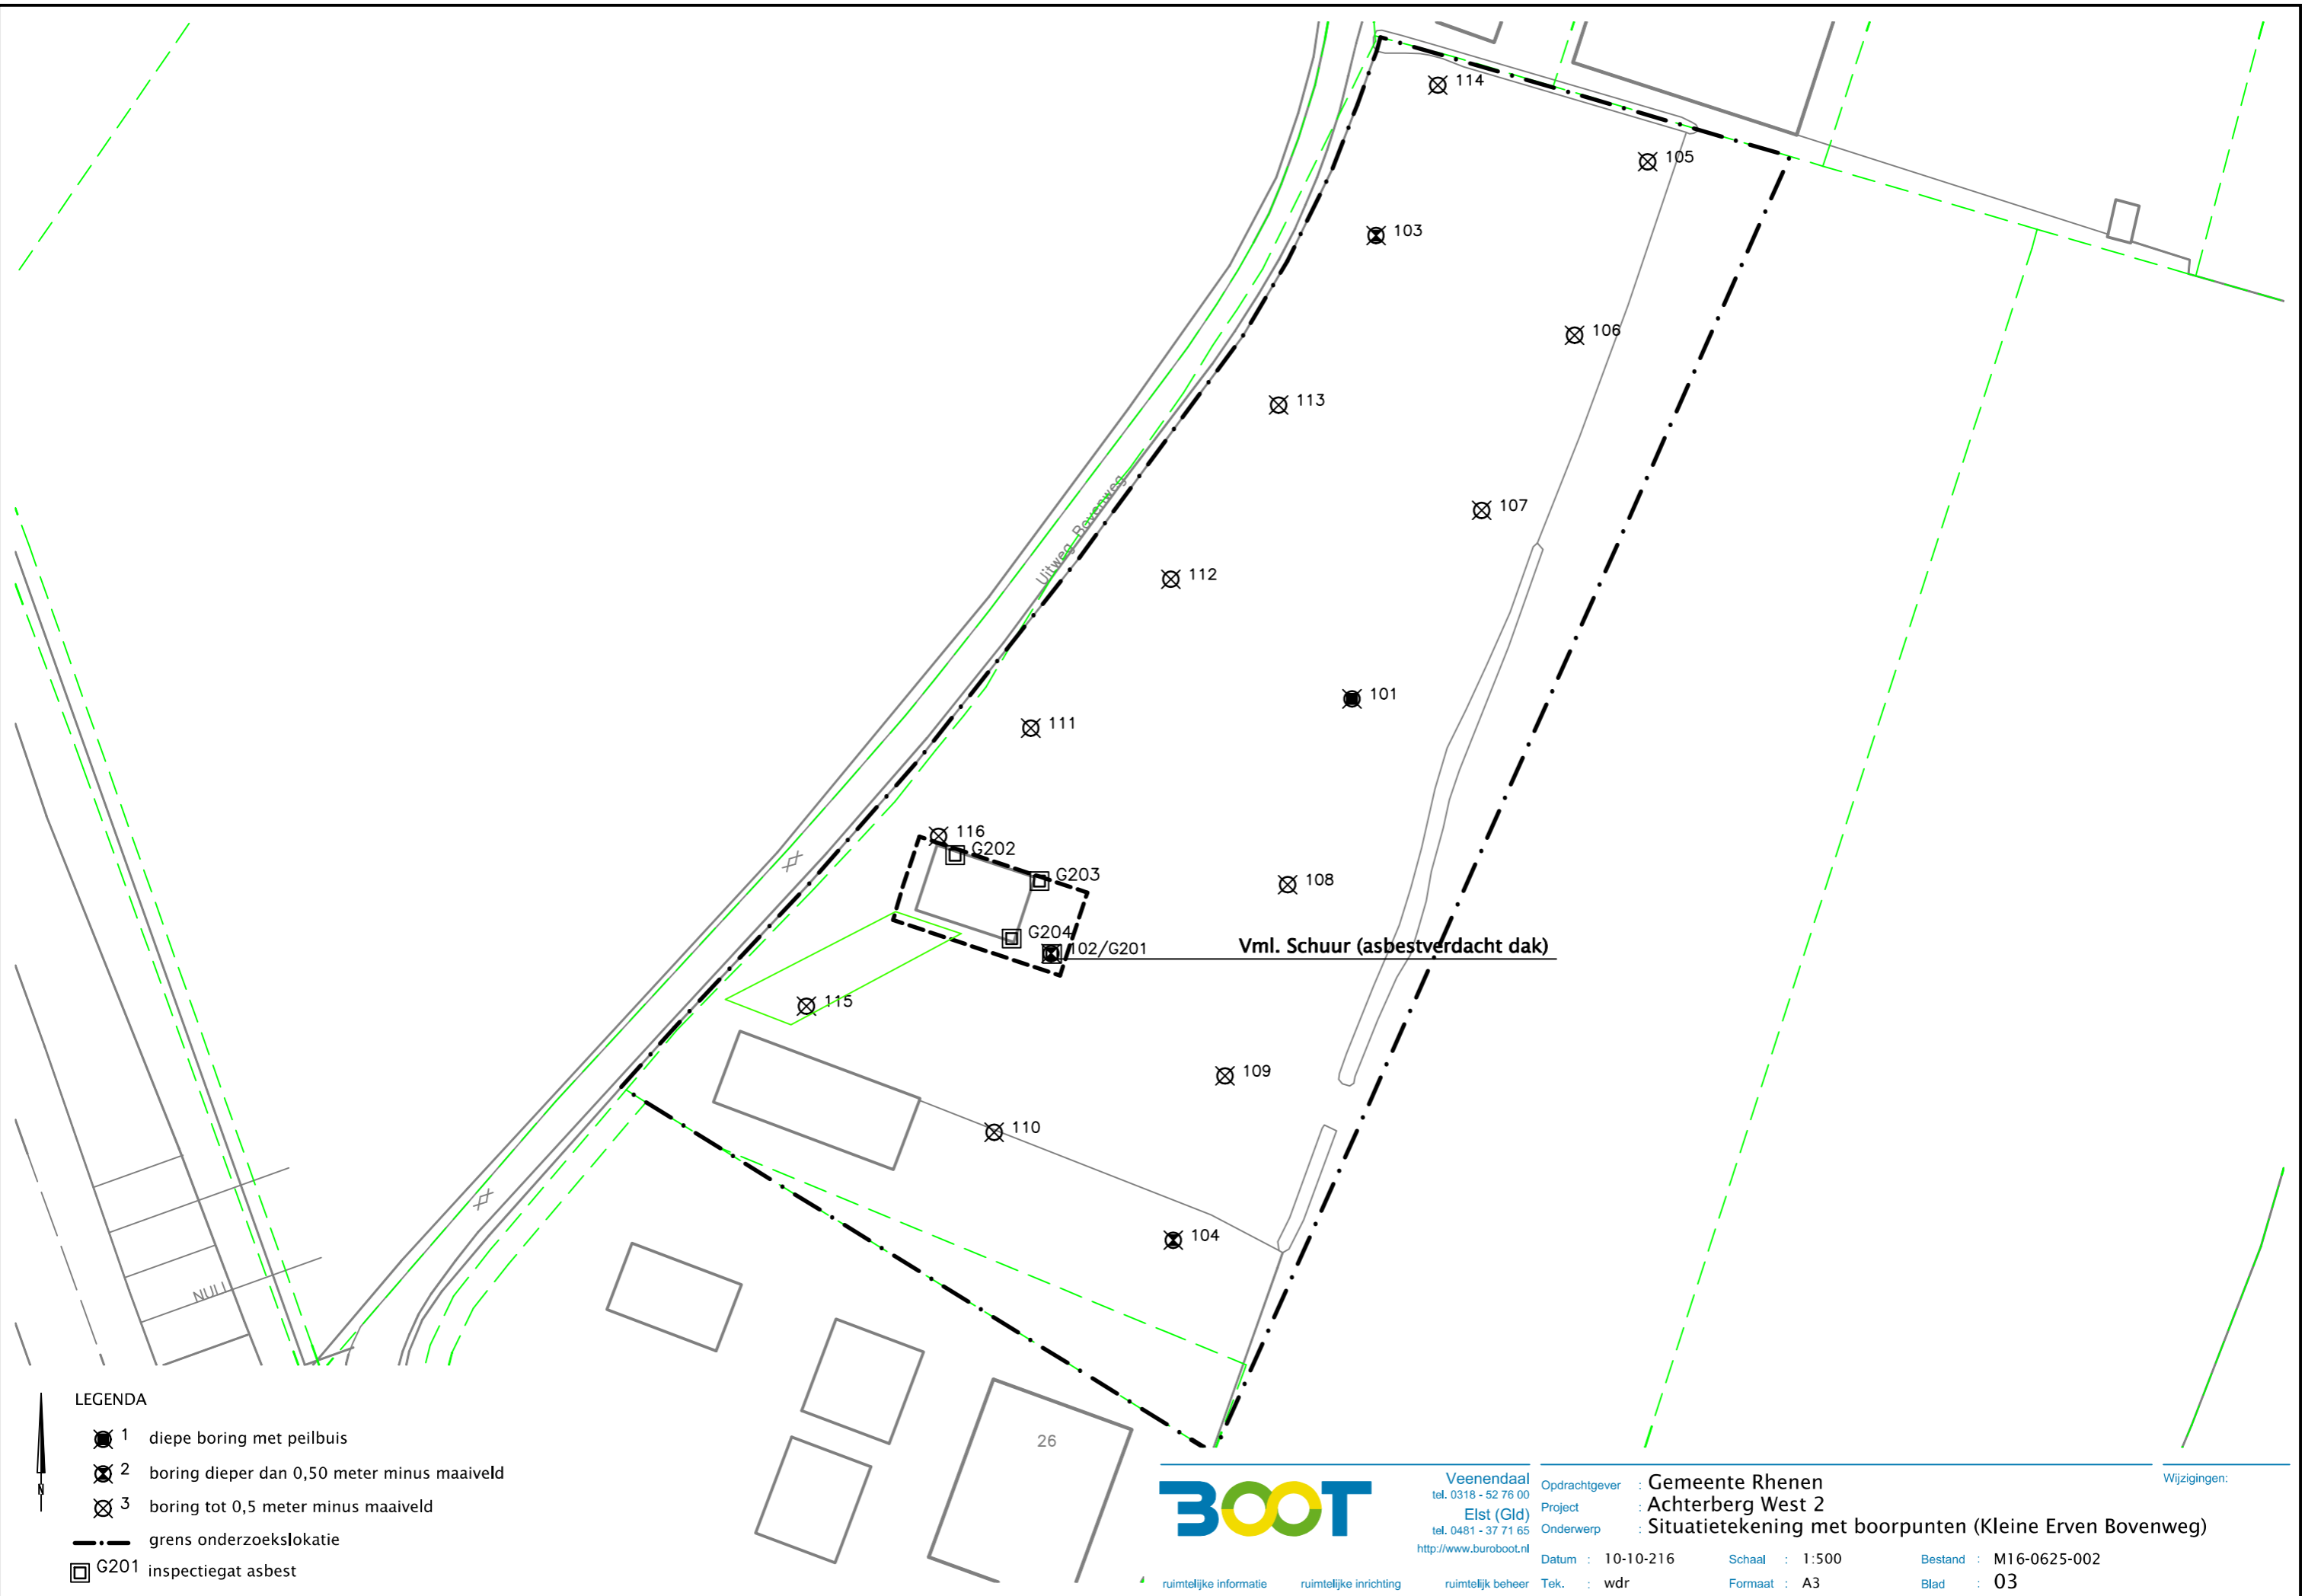 114
105
103
106
113
107
Uitweg Bovenweg
112
101
111
116
G202
G203
108
G204
102/G201
Vml. Schuur (asbestverdacht dak)
115
109
110
104
26
LEGENDA
1 diepe boring met peilbuis
2 boring dieper dan 0,50 meter minus maaiveld
3 boring tot 0,5 meter minus maaiveld
grens onderzoekslokatie
G201 inspectiegat asbest
N
BOOT
Veenendaal
tel. 0318 - 52 76 00
Elst (Gld)
tel. 0481 - 37 71 65
http://www.buroboot.nl
ruimtelijke informatie ruimtelijke inrichting ruimtelijk beheer
Opdrachtgever : Gemeente Rhenen
Project : Achterberg West 2
Onderwerp : Situatietekening met boorpunten (Kleine Erven Bovenweg)
Datum : 10-10-216 Schaal : 1:500 Bestand : M16-0625-002
Tek. : wdr Formaat : A3 Blad : 03
Wijzigingen: